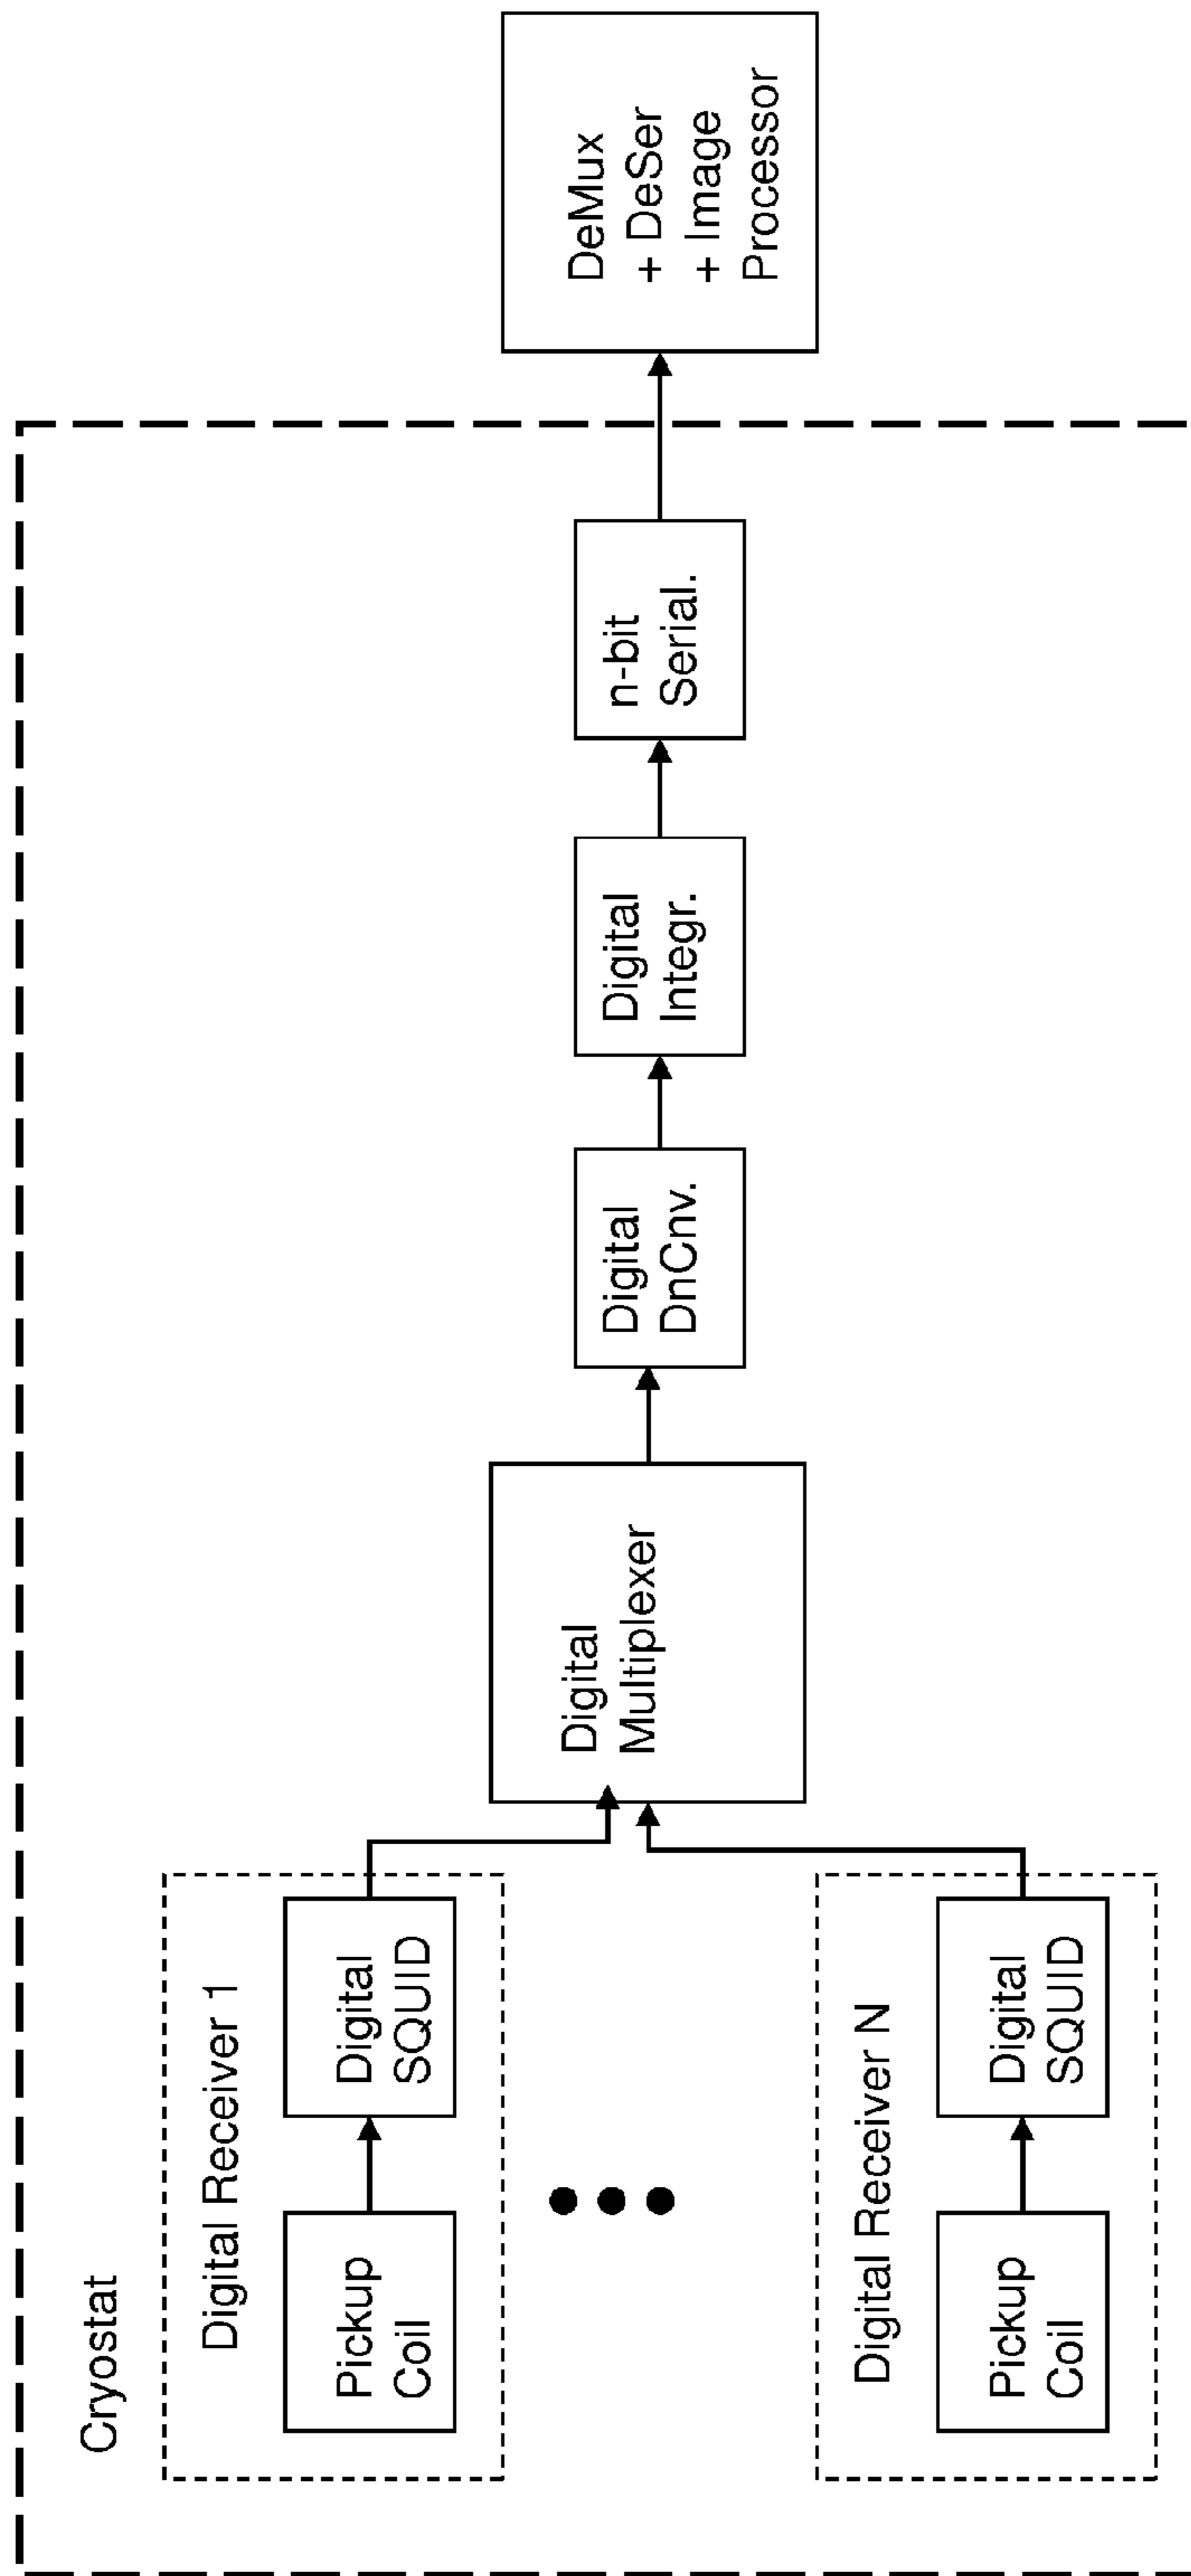 Cryostat
Digital Receiver 1
Pickup
Coil
Digital
SQUID
Digital Receiver N
Pickup
Coil
Digital
SQUID
Digital
Multiplexer
Digital
DnCnv.
Digital
Integr.
n-bit
Serial.
DeMux
+ DeSer
+ Image
Processor